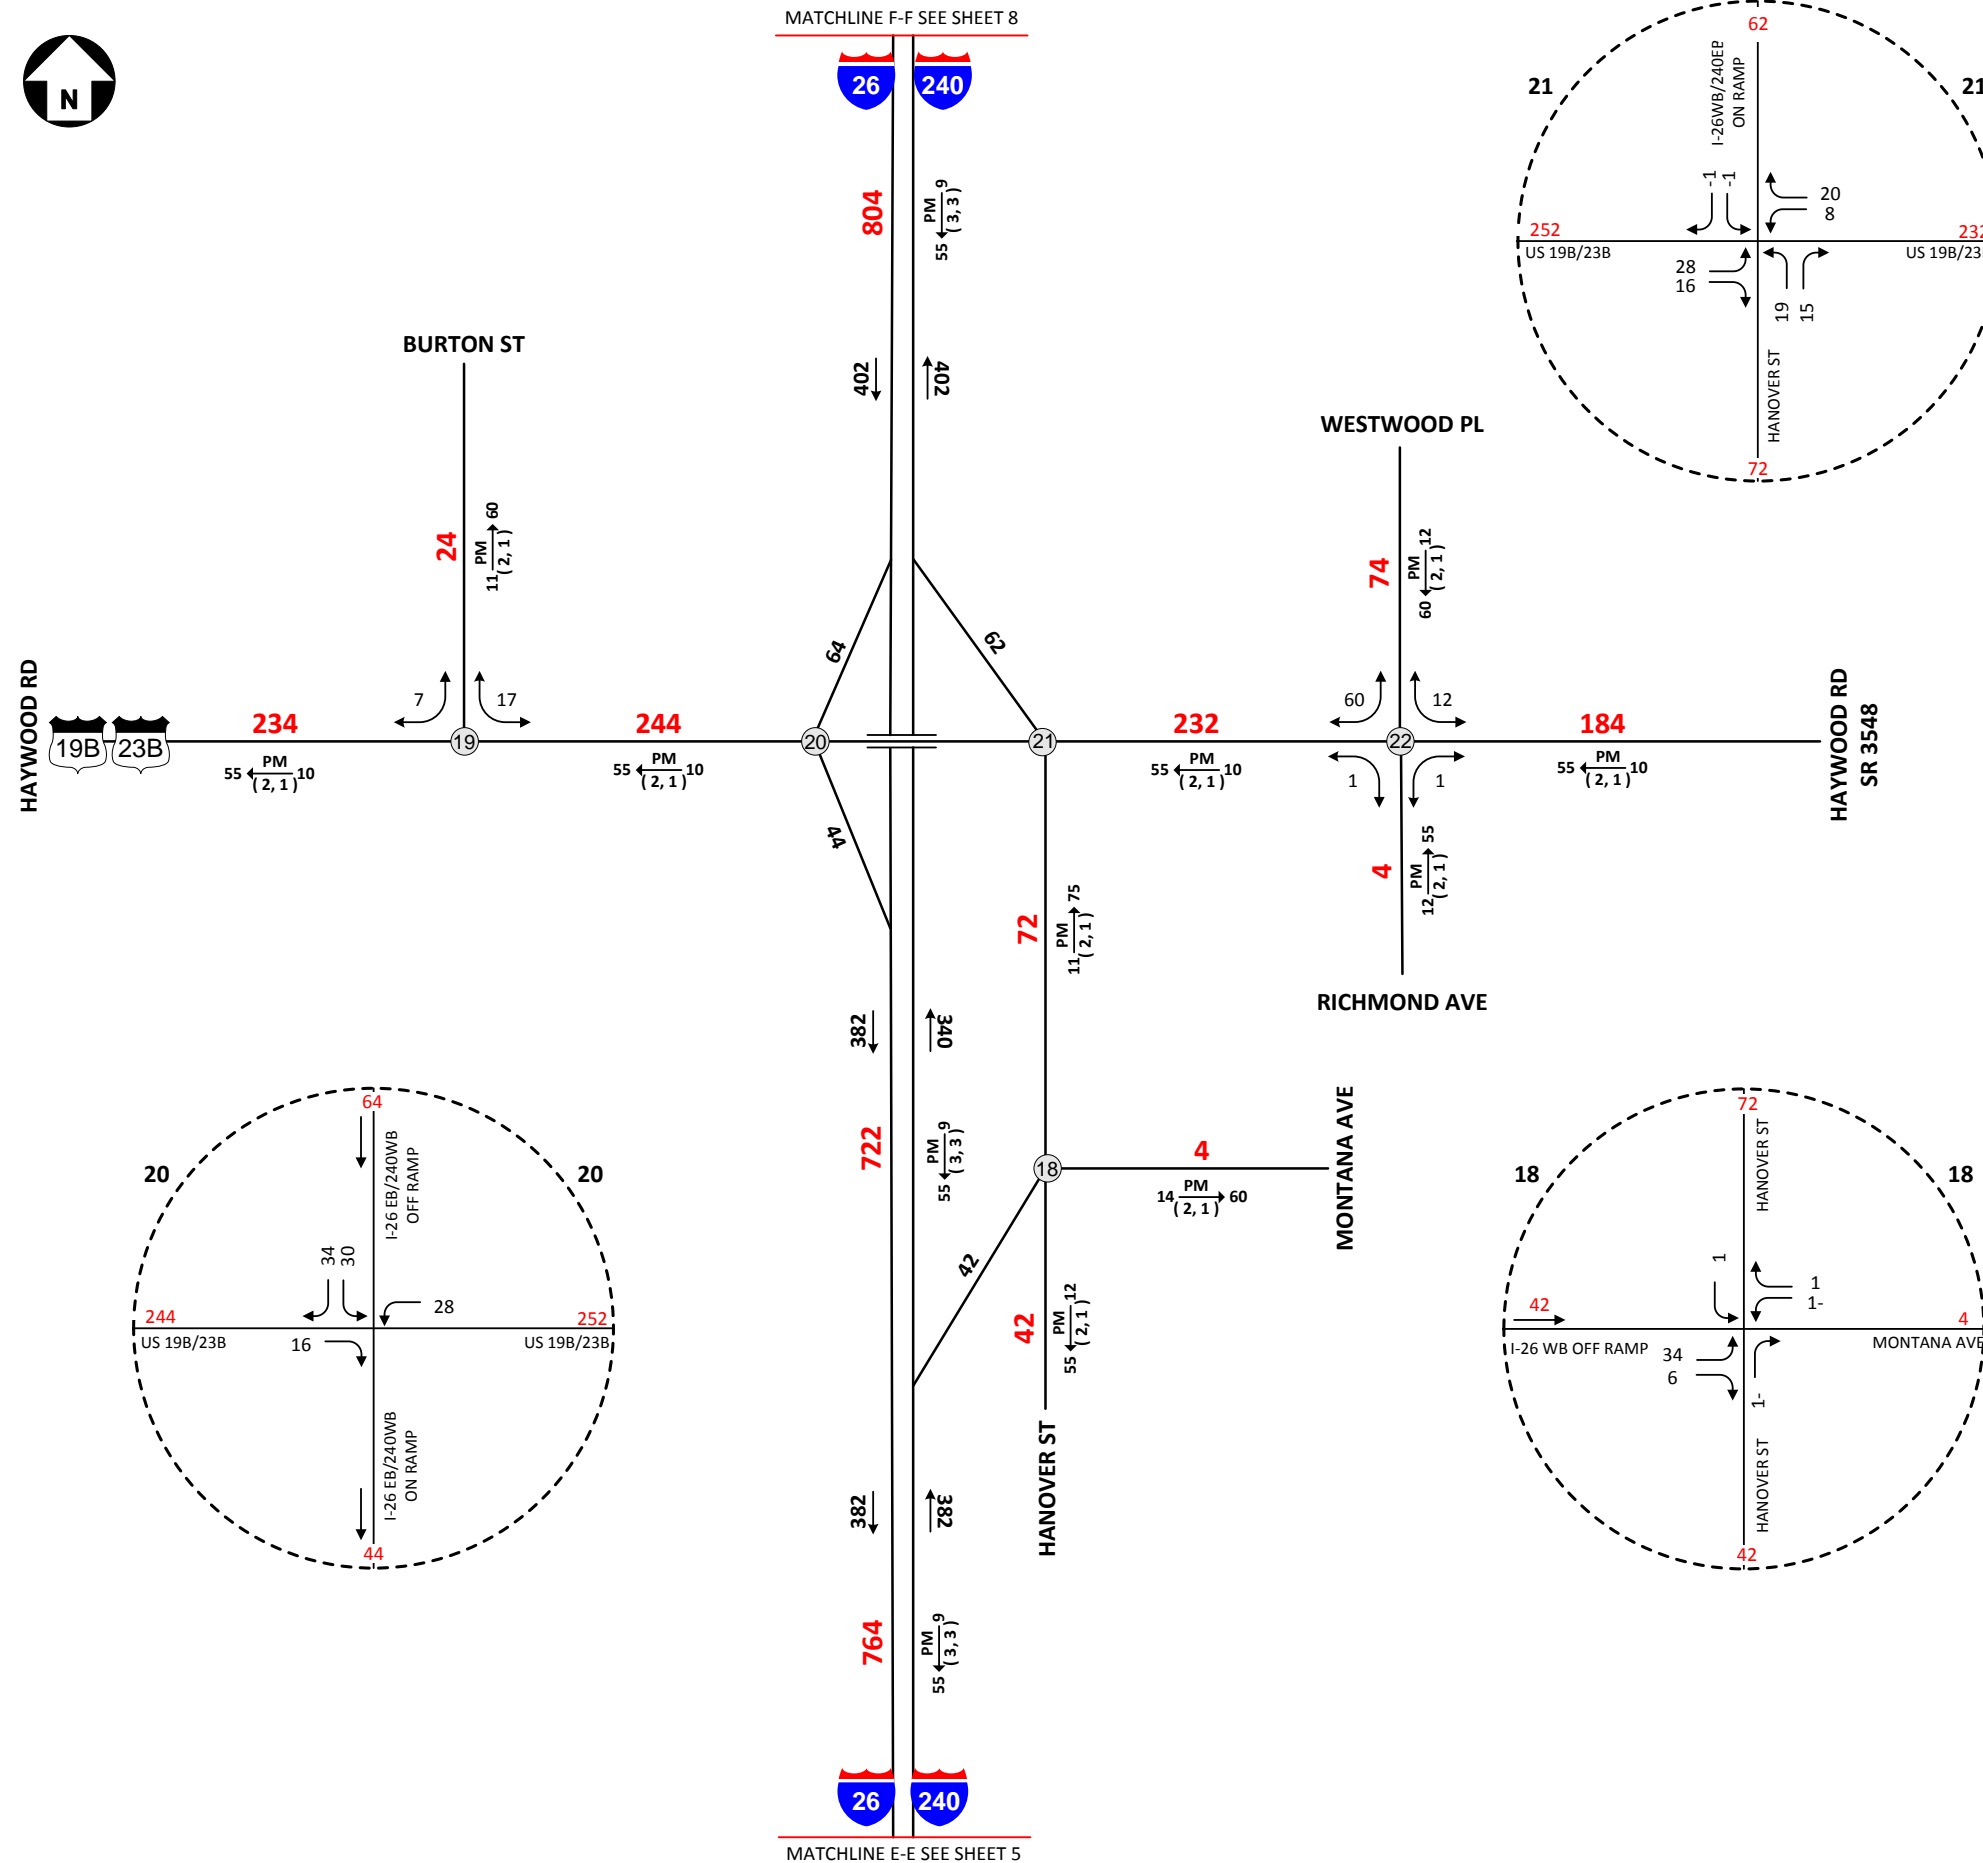 MATCHLINE F-F SEE SHEET 8
N
26
240
804
PM
9
55
( 3, 3 )
402
402
BURTON ST
24
PM
60
11
( 2, 1 )
7
17
HAYWOOD RD
19B
23B
234
PM
55
10
( 2, 1 )
19
244
PM
55
10
( 2, 1 )
20
64
44
62
21
232
PM
55
10
( 2, 1 )
WESTWOOD PL
74
PM
12
60
( 2, 1 )
60
12
22
1
1
184
PM
55
10
( 2, 1 )
HAYWOOD RD
SR 3548
4
PM
55
12
( 2, 1 )
RICHMOND AVE
72
PM
75
11
( 2, 1 )
382
340
722
PM
9
55
( 3, 3 )
18
4
PM
14
60
( 2, 1 )
MONTANA AVE
42
42
PM
12
55
( 2, 1 )
HANOVER ST
382
382
764
PM
9
55
( 3, 3 )
26
240
MATCHLINE E-E SEE SHEET 5
62
21
21
I-26WB/240EB
ON RAMP
-1
-1
20
8
252
US 19B/23B
232
US 19B/23
28
16
19
15
HANOVER ST
72
64
20
20
I-26 EB/240WB
OFF RAMP
34
30
28
244
US 19B/23B
252
US 19B/23B
16
I-26 EB/240WB
ON RAMP
44
72
18
18
HANOVER ST
1
1
1-
42
I-26 WB OFF RAMP
4
MONTANA AVE
34
6
1-
HANOVER ST
42